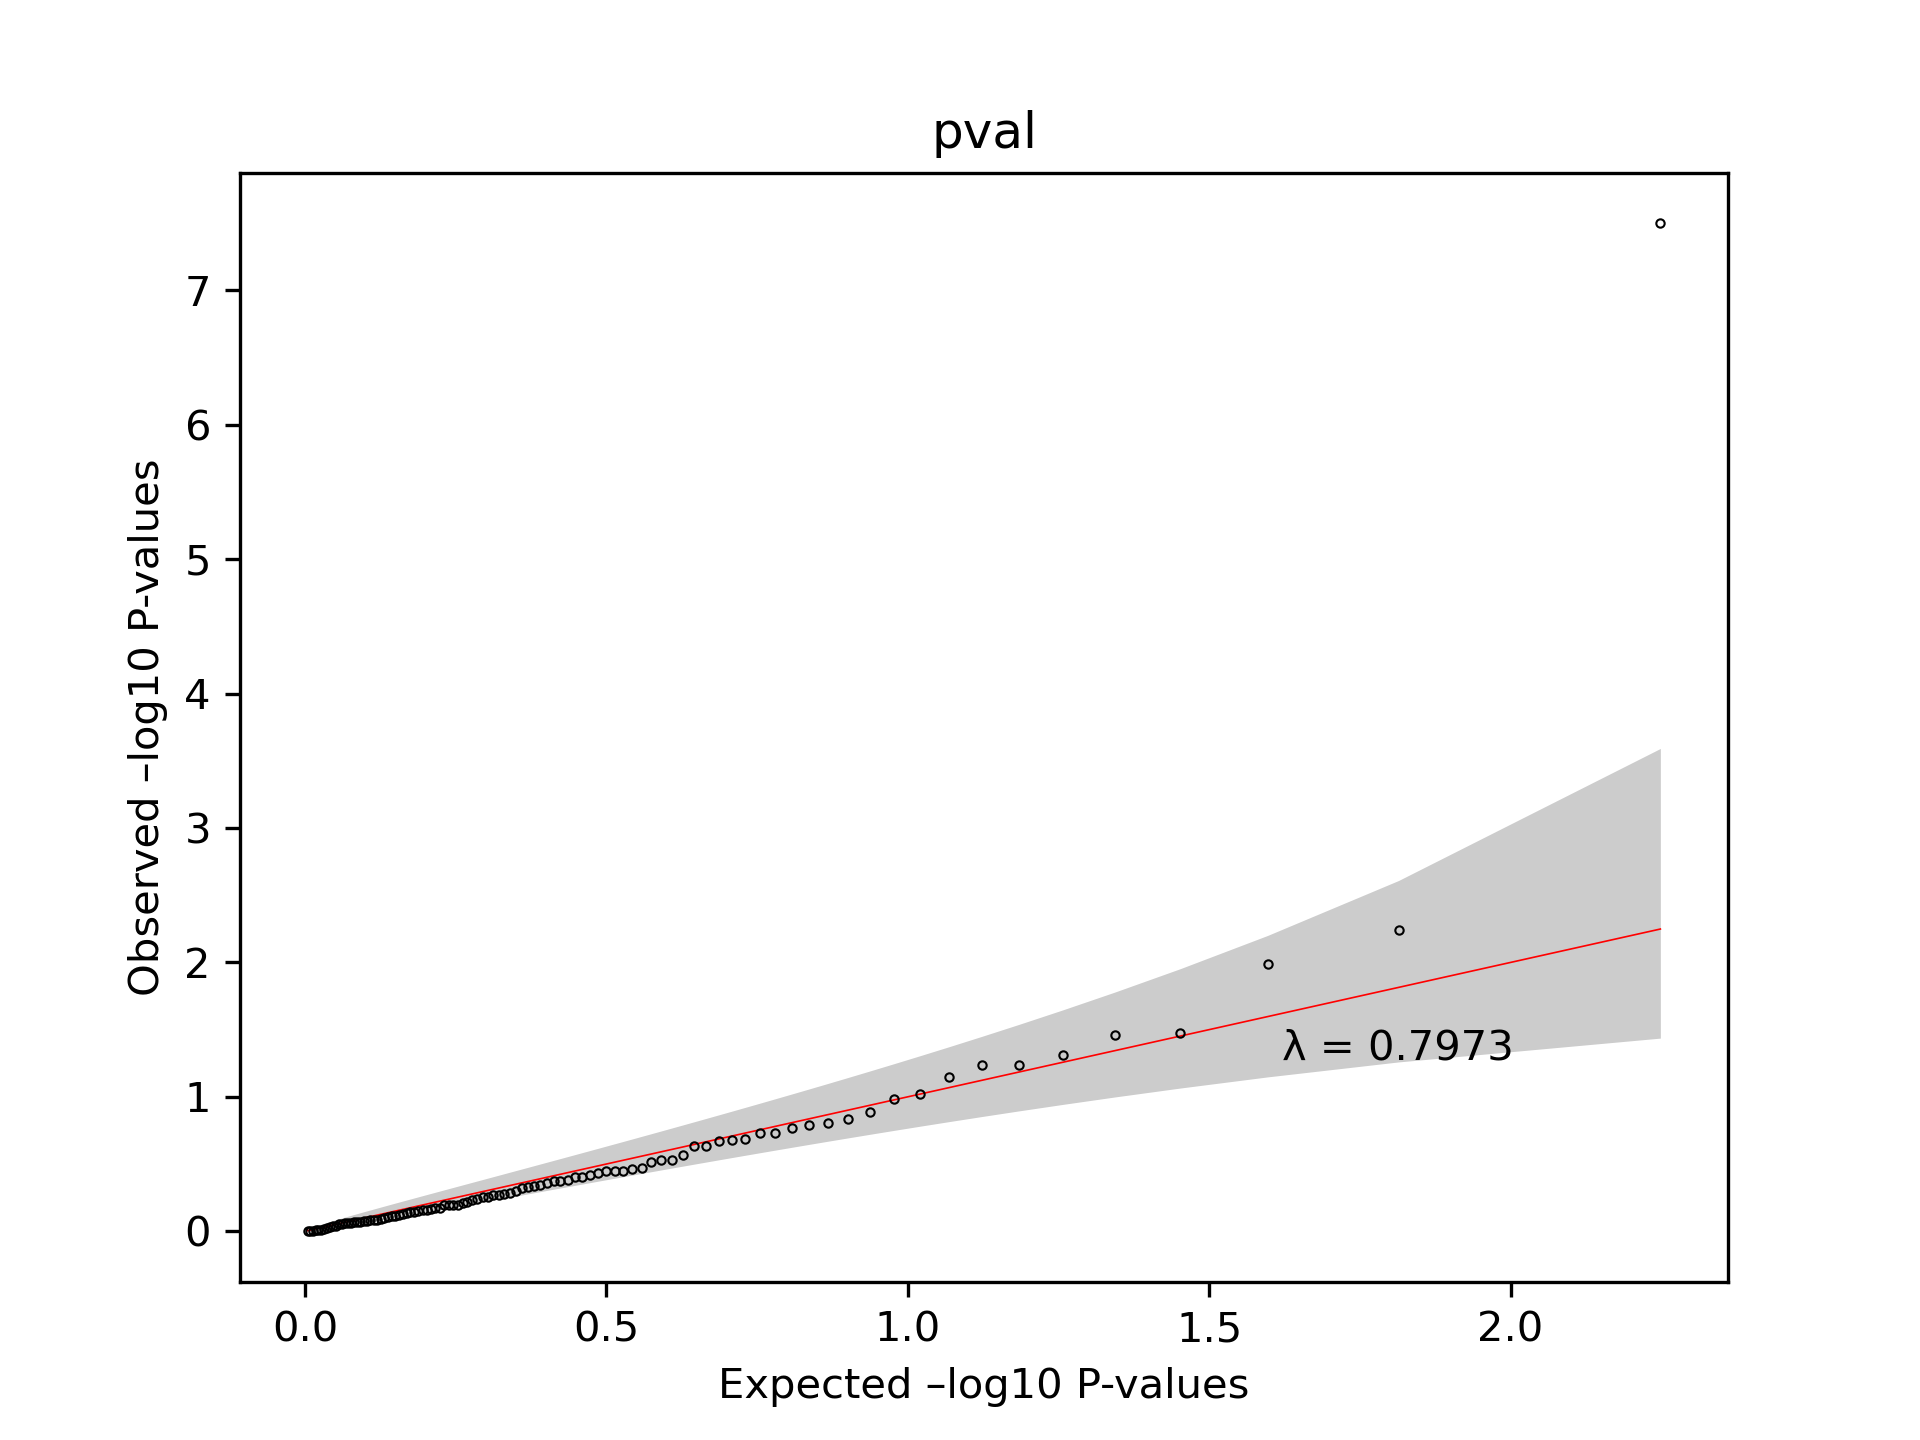 pval
Observed –log10 P-values
7
6
5
4
3
2
1
0
λ = 0.7973
0.0 0.5 1.0 1.5 2.0
Expected –log10 P-values